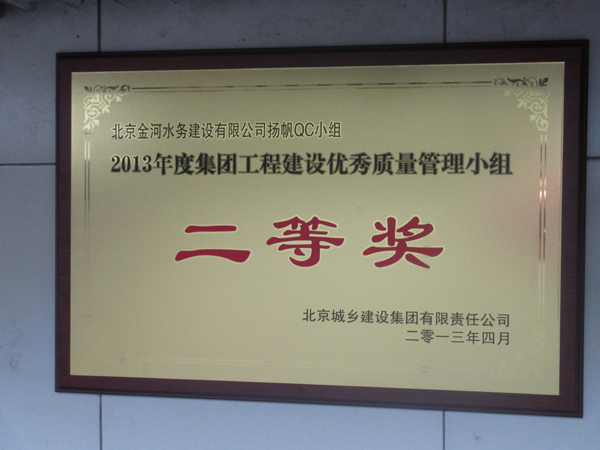 北京金河水务建设有限公司扬帆QC小组
2013年度集团工程建设优秀质量管理小组
二等奖
北京城乡建设集团有限责任公司
二零一三年四月